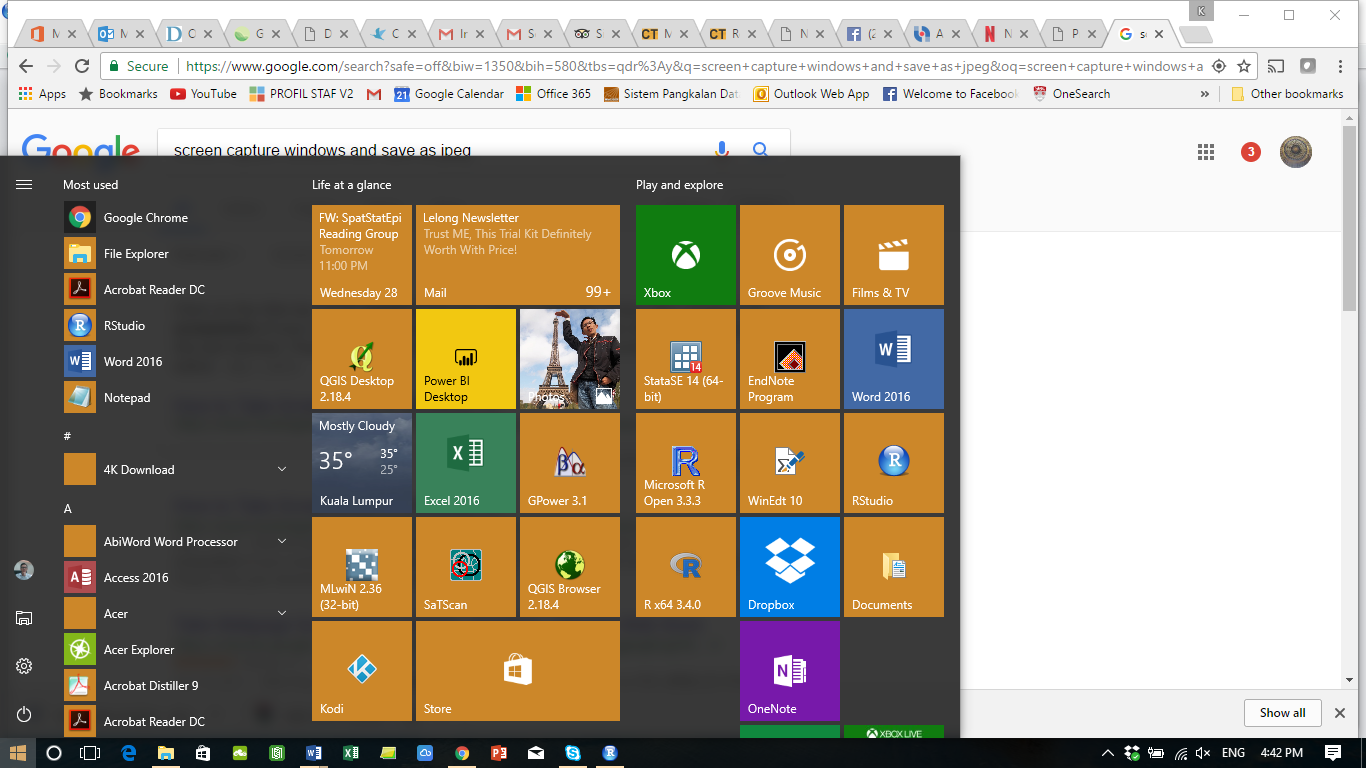 K
M
M
C
G
D
C
Ir
S
S
CT M
CT R
N
(2
A
N
P
G s
Secure
https://www.google.com/search?safe=off&biw=1350&bih=580&tbs=qdr%3Ay&q=screen+capture+windows+and+save+as+jpeg&oq=screen+capture+windows+a
Apps
Bookmarks
YouTube
PROFIL STAF V2
21
Google Calendar
Office 365
Sistem Pangkalan Dat
Outlook Web App
Welcome to Facebook
OneSearch
»
Other bookmarks
Google
screen capture windows and save as jpeg
3
Most used
Google Chrome
File Explorer
Acrobat Reader DC
RStudio
Word 2016
Notepad
#
4K Download
A
AbiWord Word Processor
Access 2016
Acer
Acer Explorer
Acrobat Distiller 9
Acrobat Reader DC
Life at a glance
FW: SpatStatEpi
Reading Group
Tomorrow
11:00 PM
Wednesday 28
Lelong Newsletter
Trust ME, This Trial Kit Definitely
Worth With Price!
Mail
99+
QGIS Desktop
2.18.4
Power BI
Desktop
Photos
Mostly Cloudy
35°
35°
25°
Kuala Lumpur
Excel 2016
GPower 3.1
MLwiN 2.36
(32-bit)
SaTScan
QGIS Browser
2.18.4
Kodi
Store
Play and explore
Xbox
Groove Music
Films & TV
14
StataSE 14 (64-
bit)
EndNote
Program
Word 2016
Microsoft R
Open 3.3.3
WinEdt 10
RStudio
R x64 3.4.0
Dropbox
Documents
OneNote
XBOX LIVE
Show all
ENG
4:42 PM